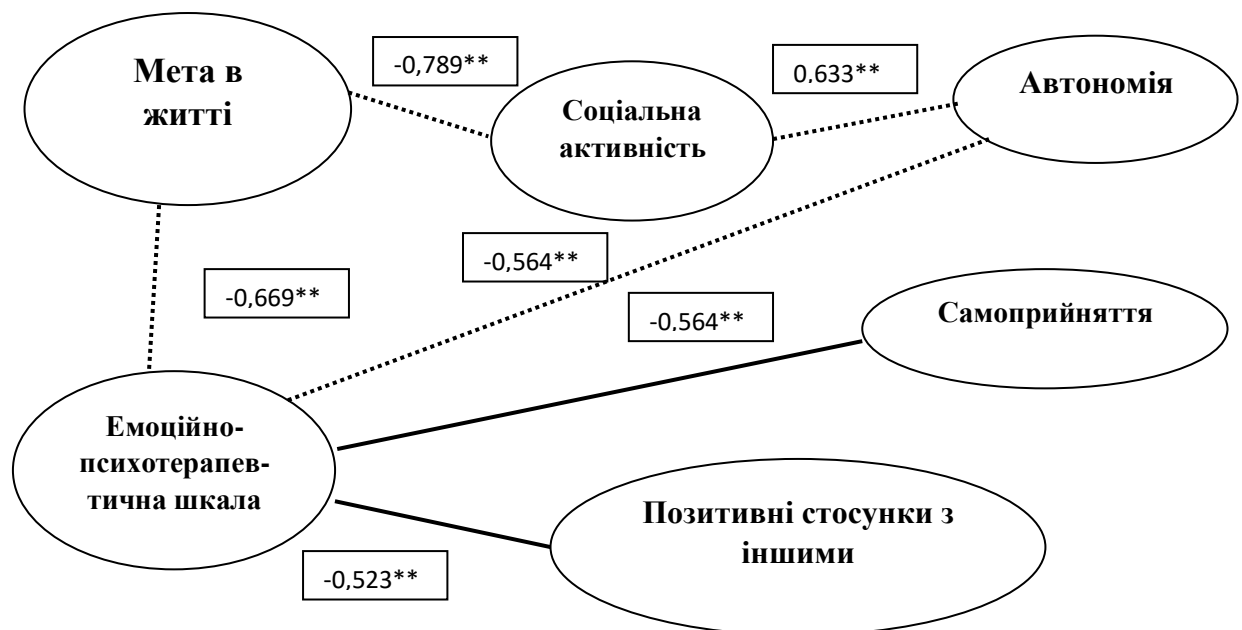 Мета в
житті
-0,789**
Соціальна
активність
0,633**
Автономія
-0,564**
-0,669**
-0,564**
Самоприйняття
Емоційно-
психотерапев-
тична шкала
Позитивні стосунки з
іншими
-0,523**